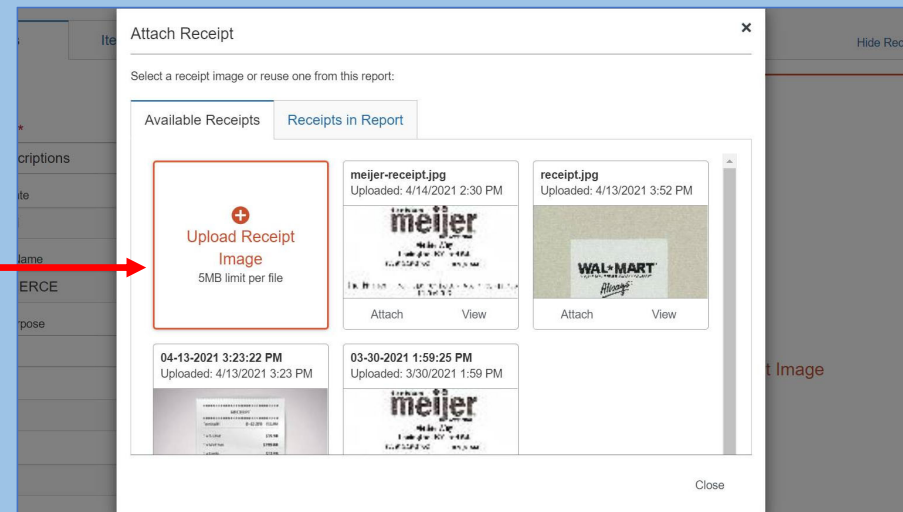 Attach Receipt
×
Hide Rec
Ite
Select a receipt image or reuse one from this report:
Available Receipts
Receipts in Report
*
criptions
te
Name
ERCE
rpose
Upload Receipt
Image
5MB limit per file
meijer-receipt.jpg
Uploaded: 4/14/2021 2:30 PM
meijer
Attach
View
receipt.jpg
Uploaded: 4/13/2021 3:52 PM
WAL*MART
Always
Attach
View
04-13-2021 3:23:22 PM
Uploaded: 4/13/2021 3:23 PM
03-30-2021 1:59:25 PM
Uploaded: 3/30/2021 1:59 PM
meijer
t Image
Close